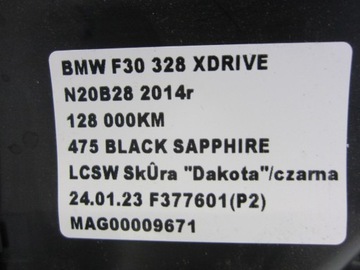 BMW F30 328 XDRIVE
N20B28 2014r
128 000KM
475 BLACK SAPPHIRE
LCSW SkÛra "Dakota"/czarna
24.01.23 F377601(P2)
MAG00009671